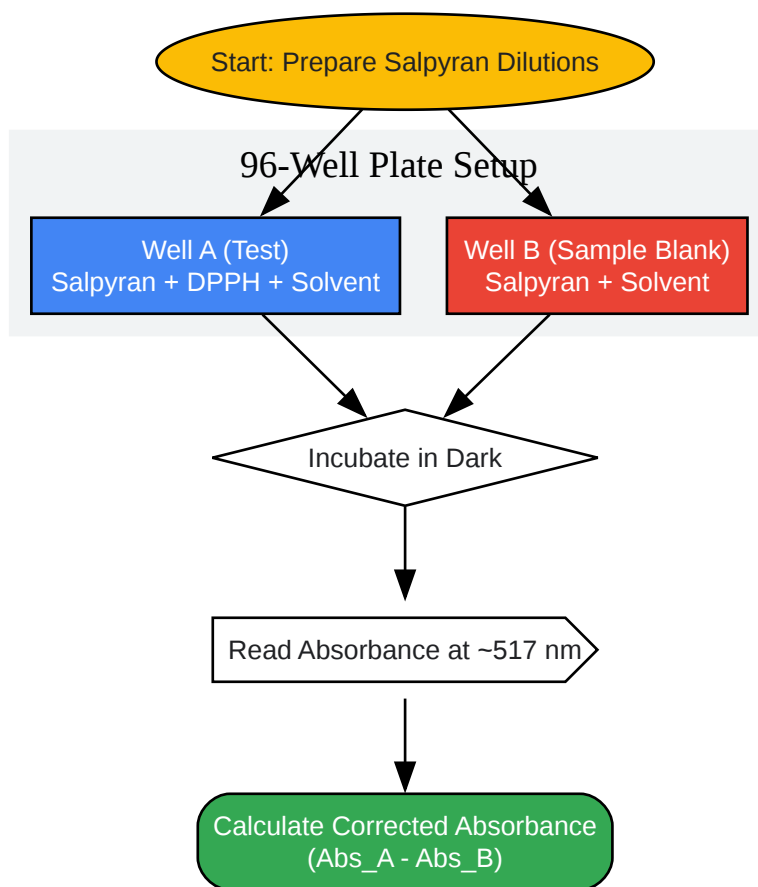 Start: Prepare Salpyran Dilutions
96-Well Plate Setup
Well A (Test)
Salpyran + DPPH + Solvent
Well B (Sample Blank)
Salpyran + Solvent
Incubate in Dark
Read Absorbance at ~517 nm
Calculate Corrected Absorbance
(Abs_A - Abs_B)